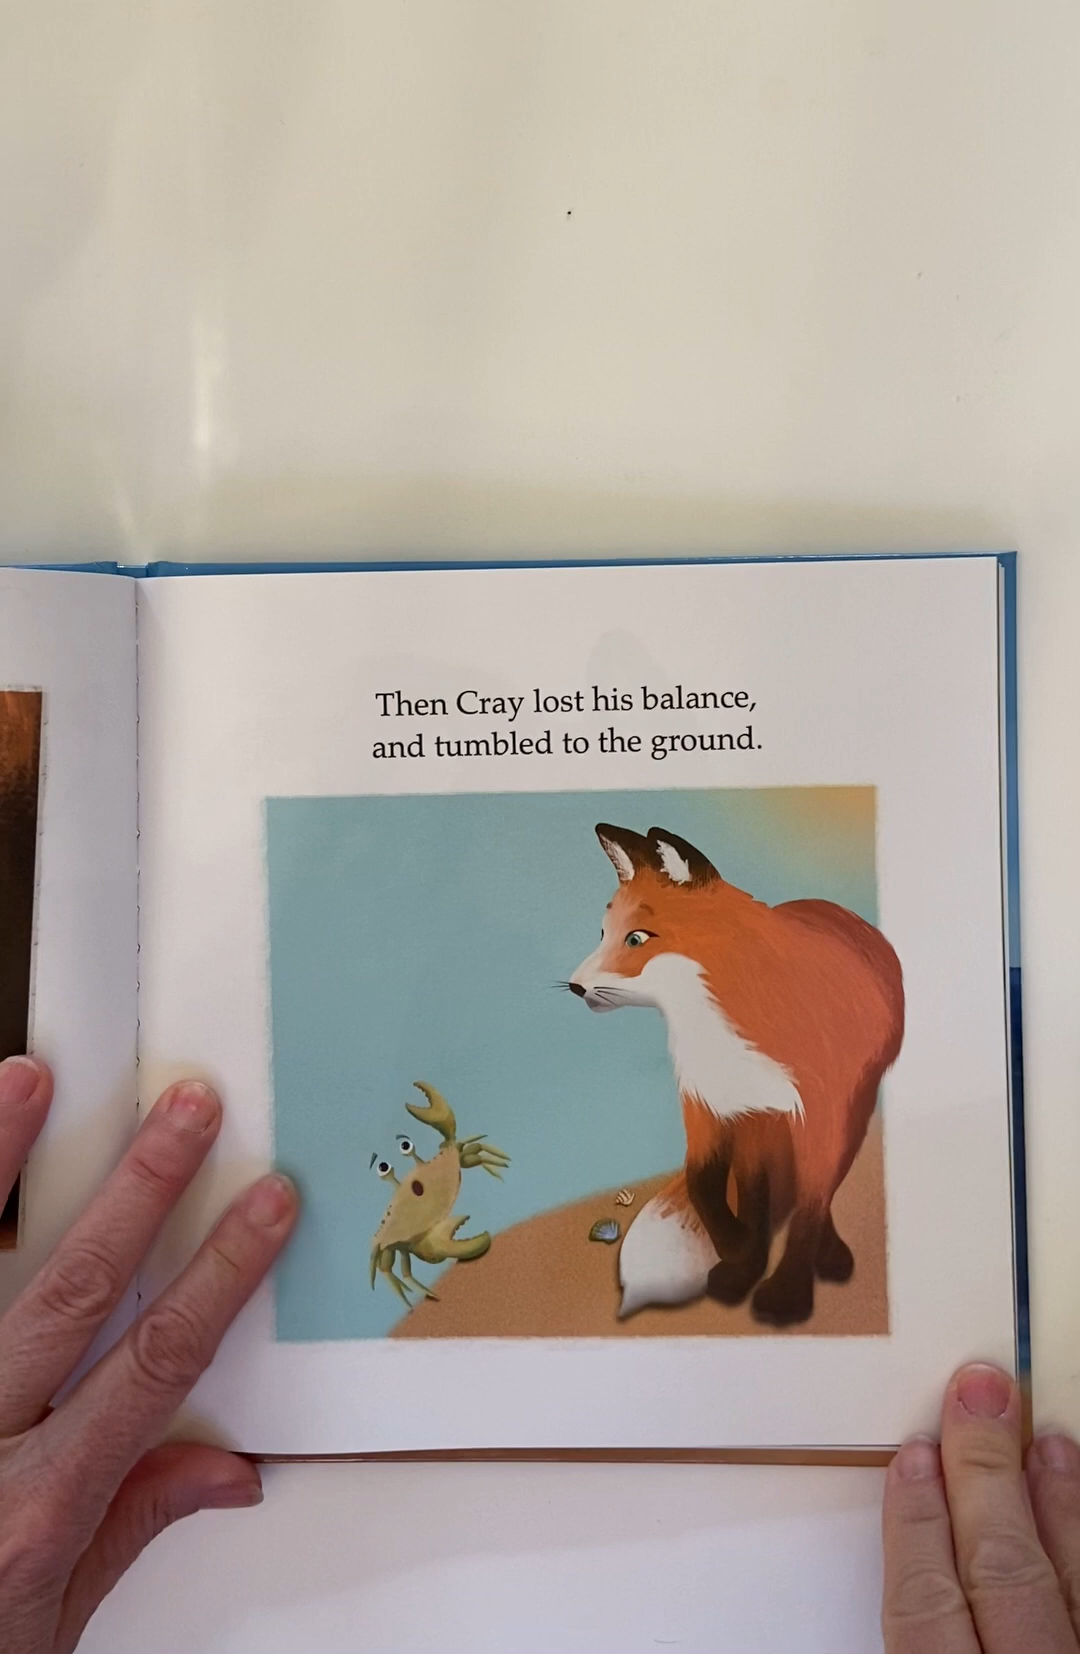 Then Cray lost his balance,
and tumbled to the ground.